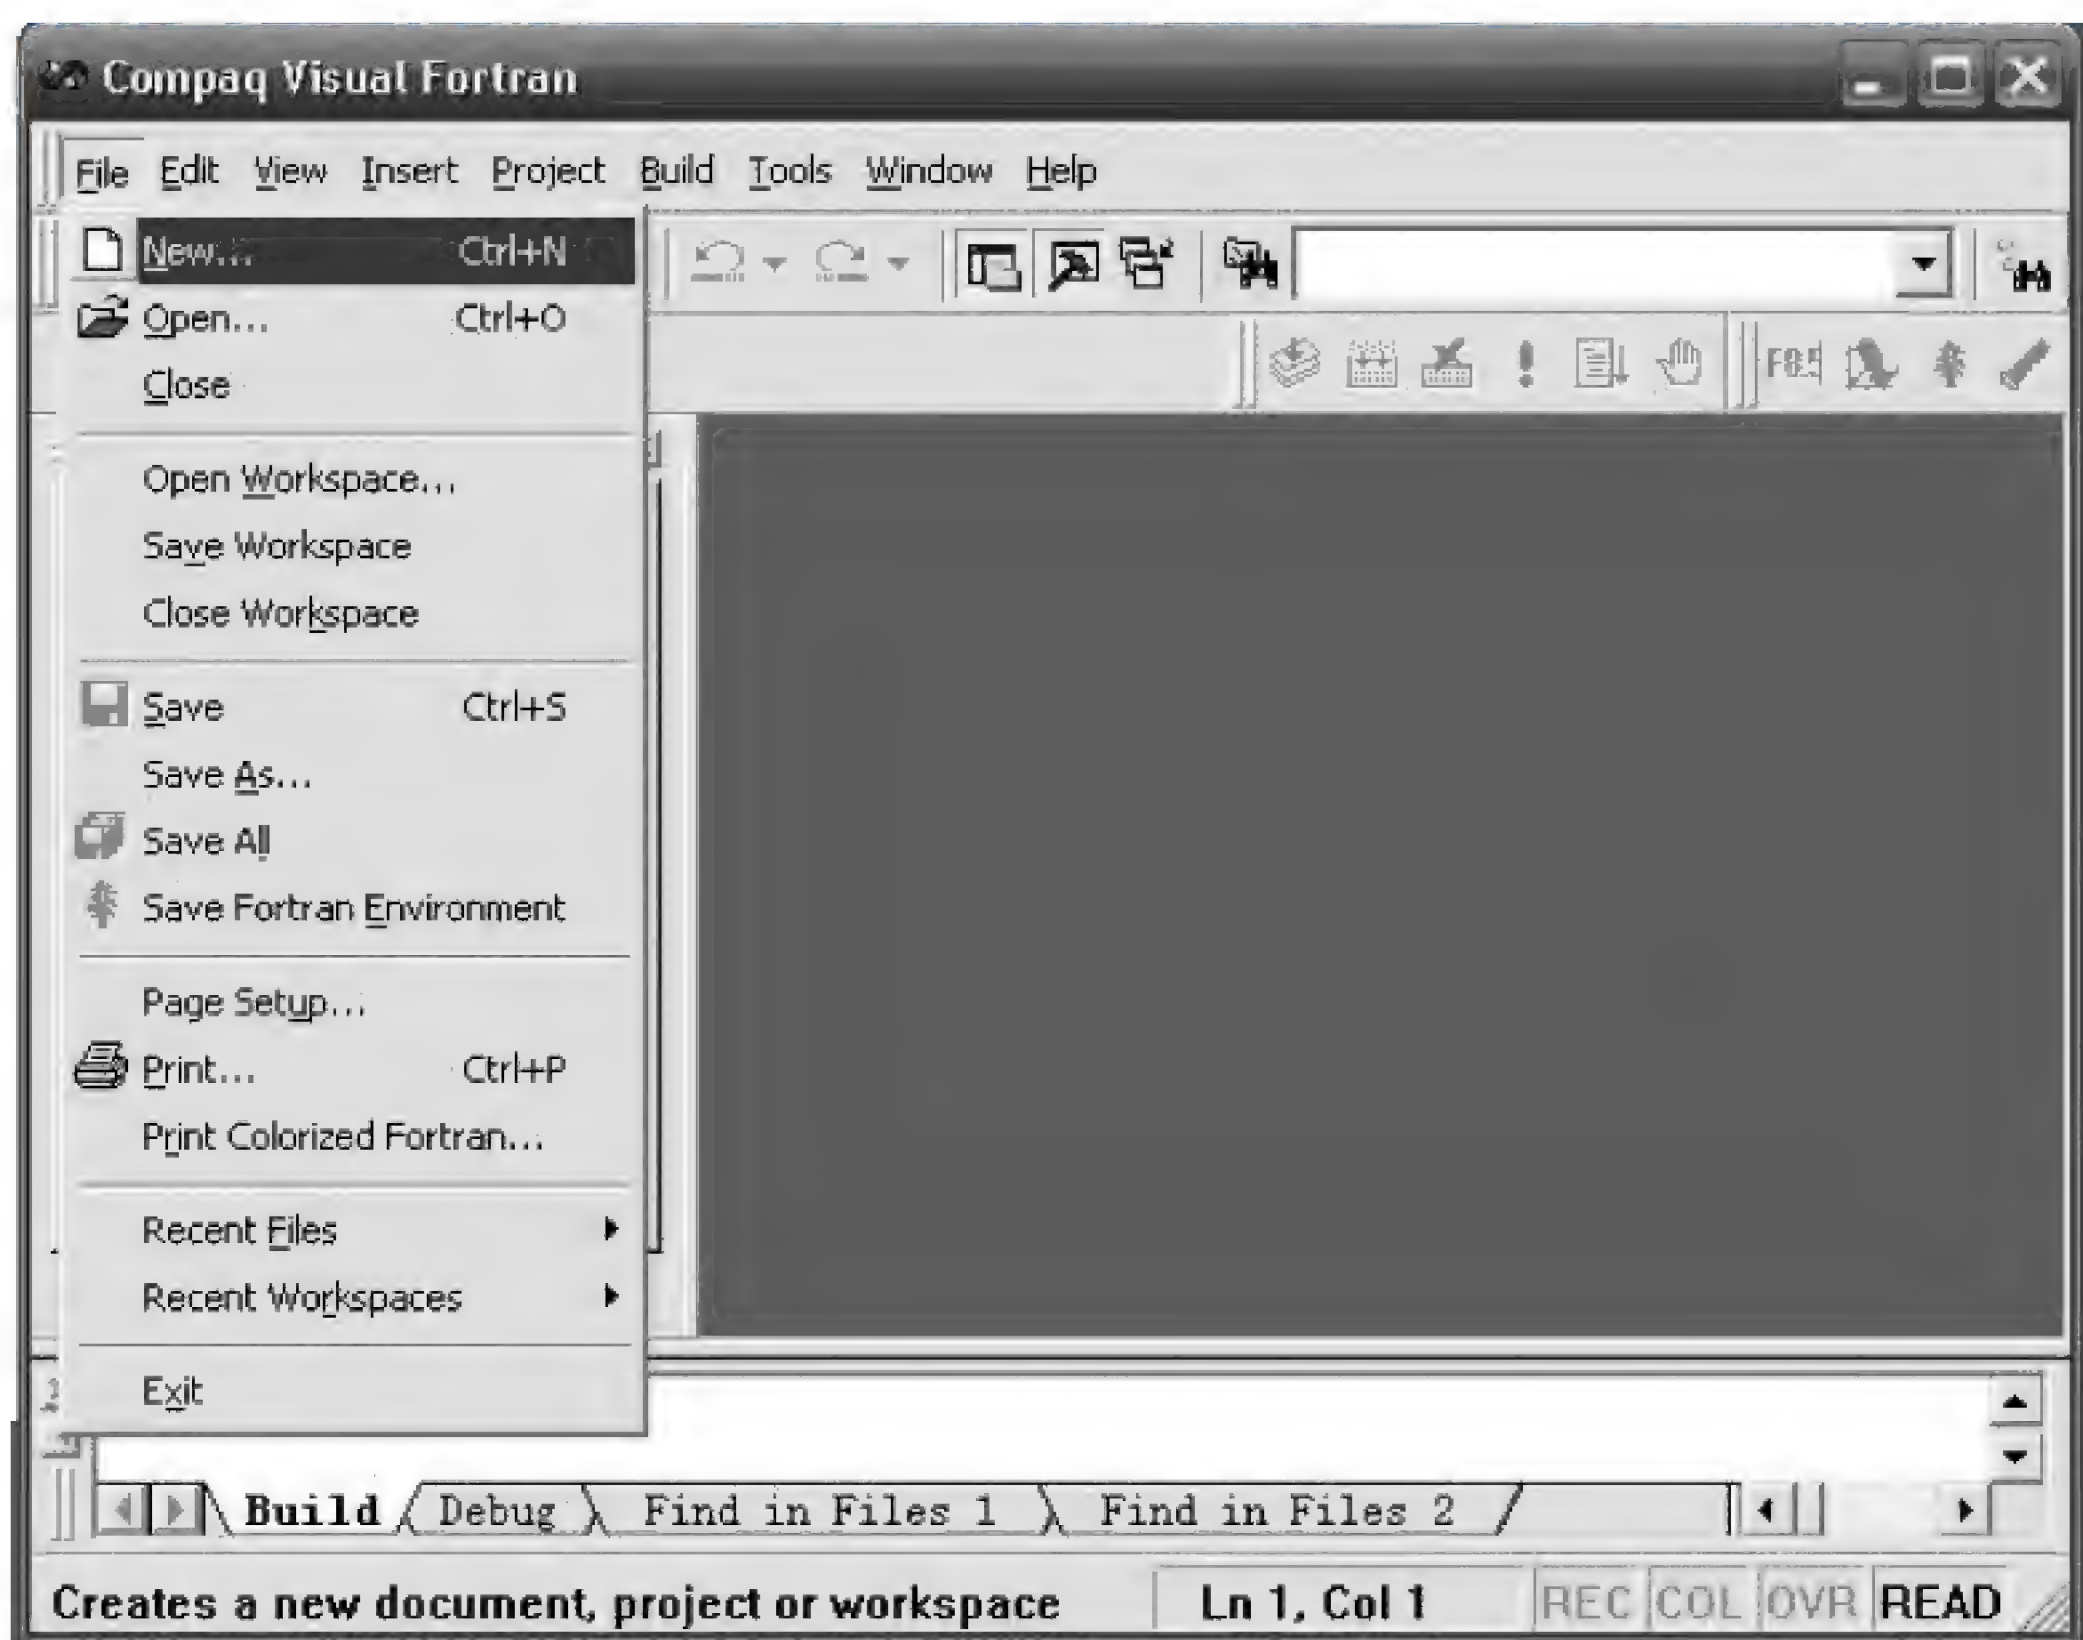 Compaq Visual Fortran
File Edit View Insert Project Build Tools Window Help
New... Ctrl+N
Open... Ctrl+O
Close
Open Workspace...
Save Workspace
Close Workspace
Save Ctrl+S
Save As...
Save All
Save Fortran Environment
Page Setup...
Print... Ctrl+P
Print Colorized Fortran...
Recent Files
Recent Workspaces
Exit
Build Debug Find in Files 1 Find in Files 2
Creates a new document, project or workspace Ln 1, Col 1 REC COL OVR READ